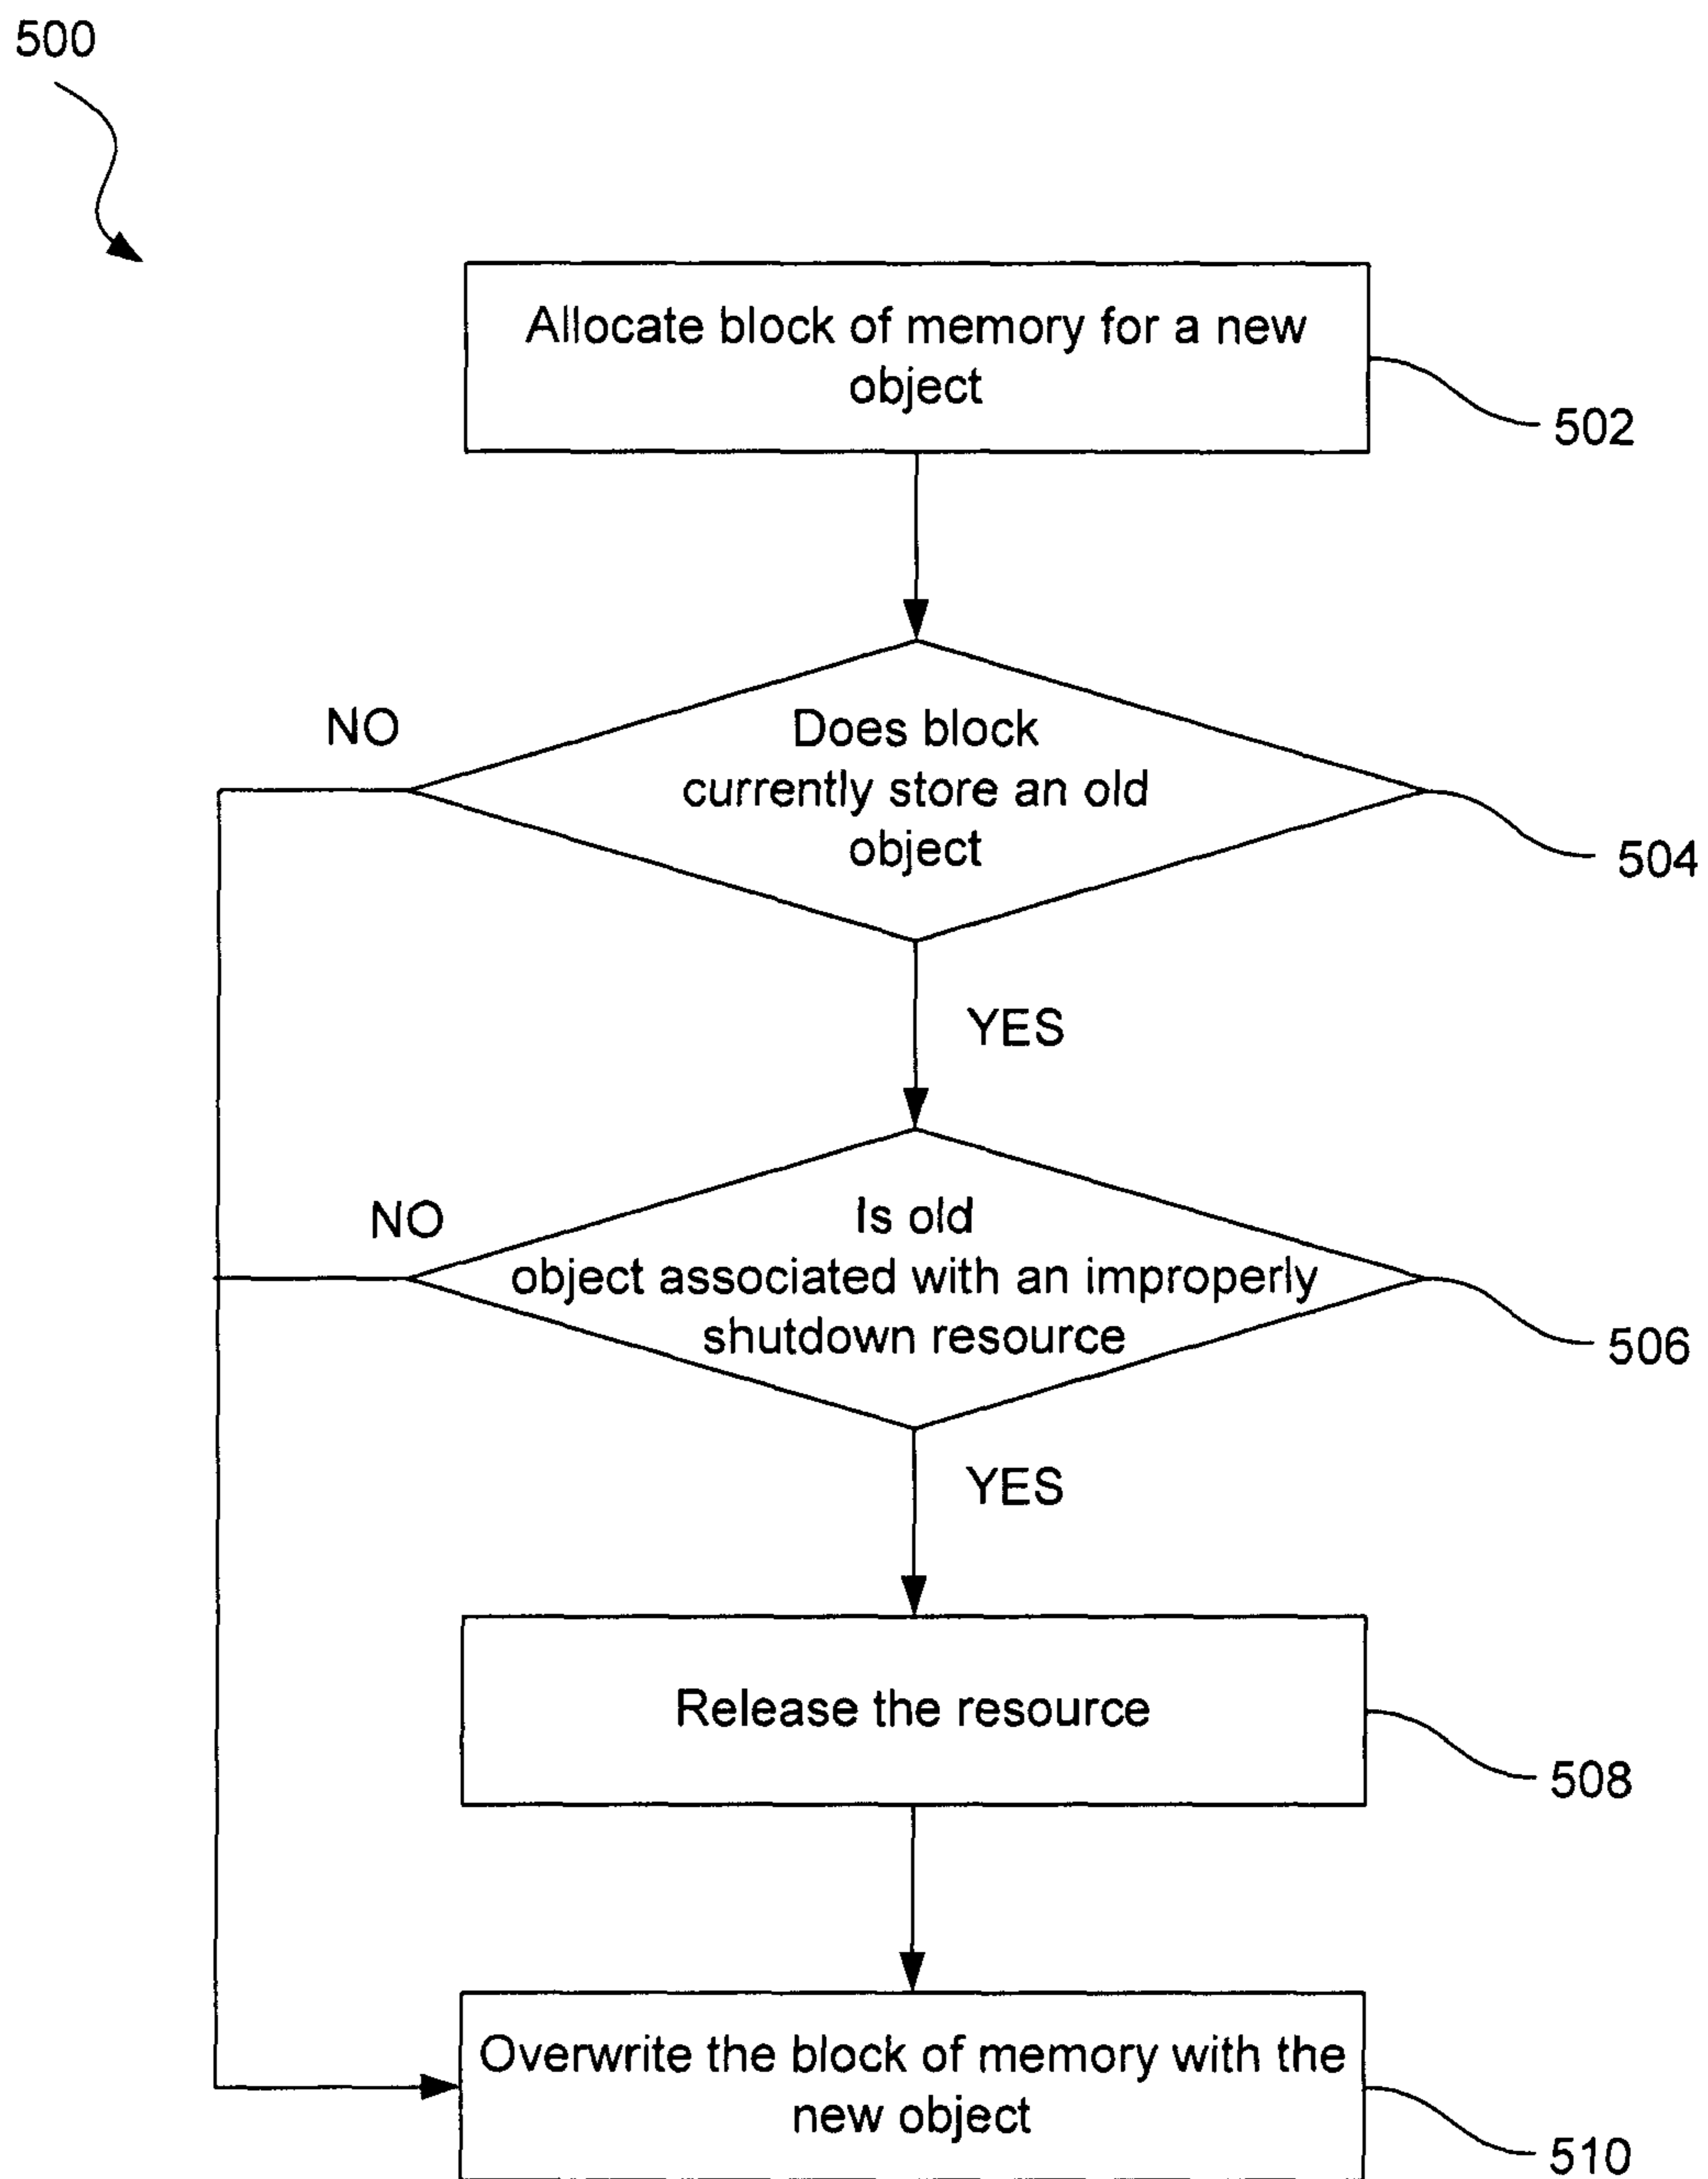 500
Allocate block of memory for a new
object
502
NO
Does block
currently store an old
object
504
YES
NO
Is old
object associated with an improperly
shutdown resource
506
YES
Release the resource
508
Overwrite the block of memory with the
new object
510